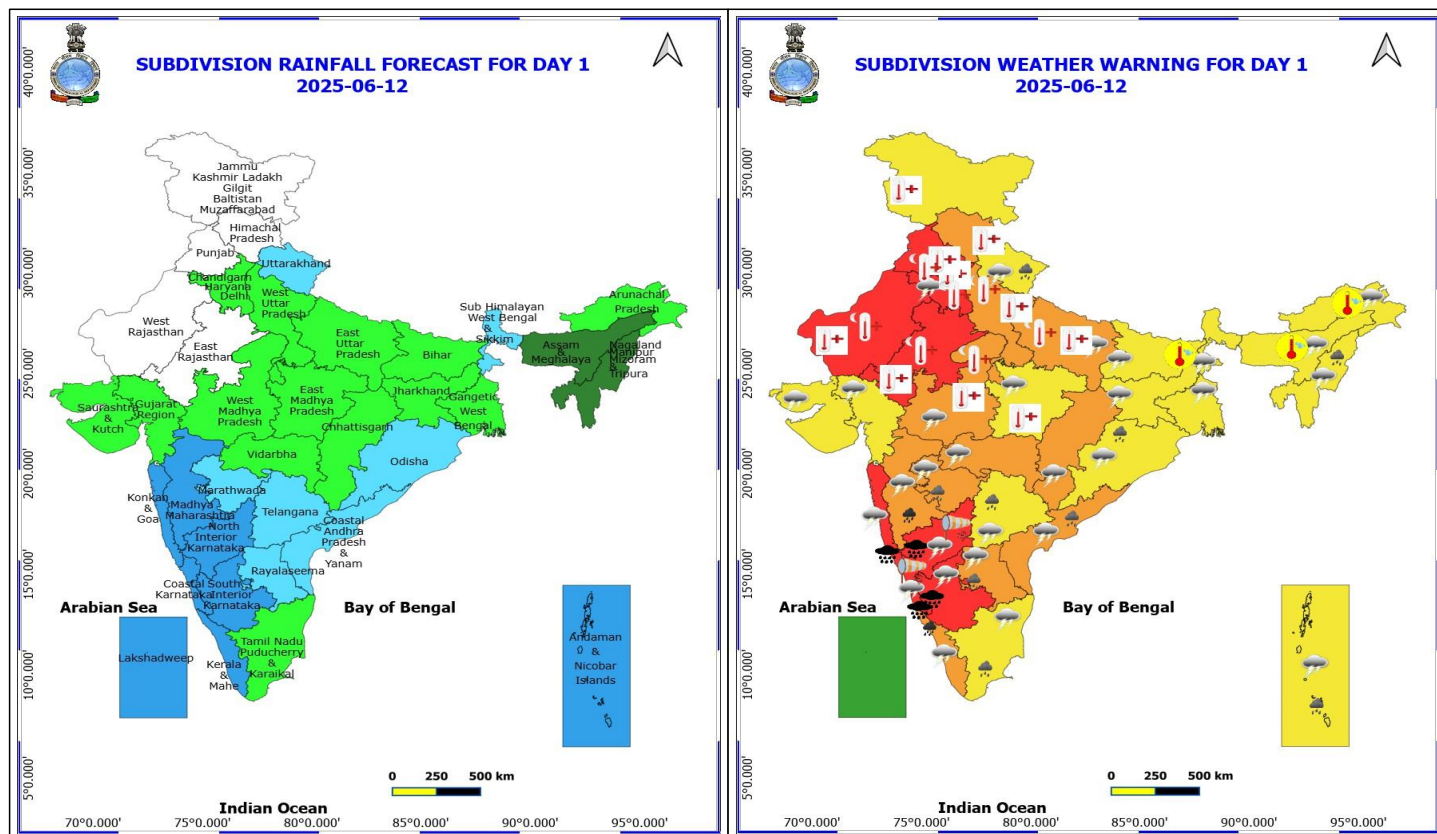 SUBDIVISION RAINFALL FORECAST FOR DAY 1
2025-06-12
40°0.000'
35°0.000'
30°0.000'
25°0.000'
20°0.000'
15°0.000'
10°0.000'
5°0.000'
Jammu
Kashmir Ladakh
Gilgit
Baltistan
Muzaffarabad
Himachal
Pradesh
Punjab
Uttarakhand
Chandigarh
Haryana
Delhi
West
Uttar
Pradesh
West
Rajasthan
East
Rajasthan
East
Uttar
Pradesh
Bihar
Sub Himalayan
West Bengal
&
Sikkim
Arunachal
Pradesh
Assam
&
Meghalaya
Nagaland
Manipur
Mizoram
&
Tripura
Saurashtra
&
Kutch
Gujarat
Region
West
Madhya
Pradesh
East
Madhya
Pradesh
Jharkhand
Gangetic
West
Bengal
Chhattisgarh
Vidarbha
Odisha
Konkan
&
Goa
Marathwada
Madhya
Maharashtra
Telangana
North
Interior
Karnataka
Coastal
Andhra
Pradesh
&
Yanam
Rayalaseema
Coastal
Karnataka
South
Interior
Karnataka
Arabian Sea
Bay of Bengal
Lakshadweep
Kerala
&
Mahe
Tamil Nadu
Puducherry
&
Karaikal
Andaman
&
Nicobar
Islands
0 250 500 km
Indian Ocean
70°0.000' 75°0.000' 80°0.000' 85°0.000' 90°0.000' 95°0.000'
SUBDIVISION WEATHER WARNING FOR DAY 1
2025-06-12
40°0.000'
35°0.000'
30°0.000'
25°0.000'
20°0.000'
15°0.000'
10°0.000'
5°0.000'
Arabian Sea
Bay of Bengal
0 250 500 km
Indian Ocean
70°0.000' 75°0.000' 80°0.000' 85°0.000' 90°0.000' 95°0.000'